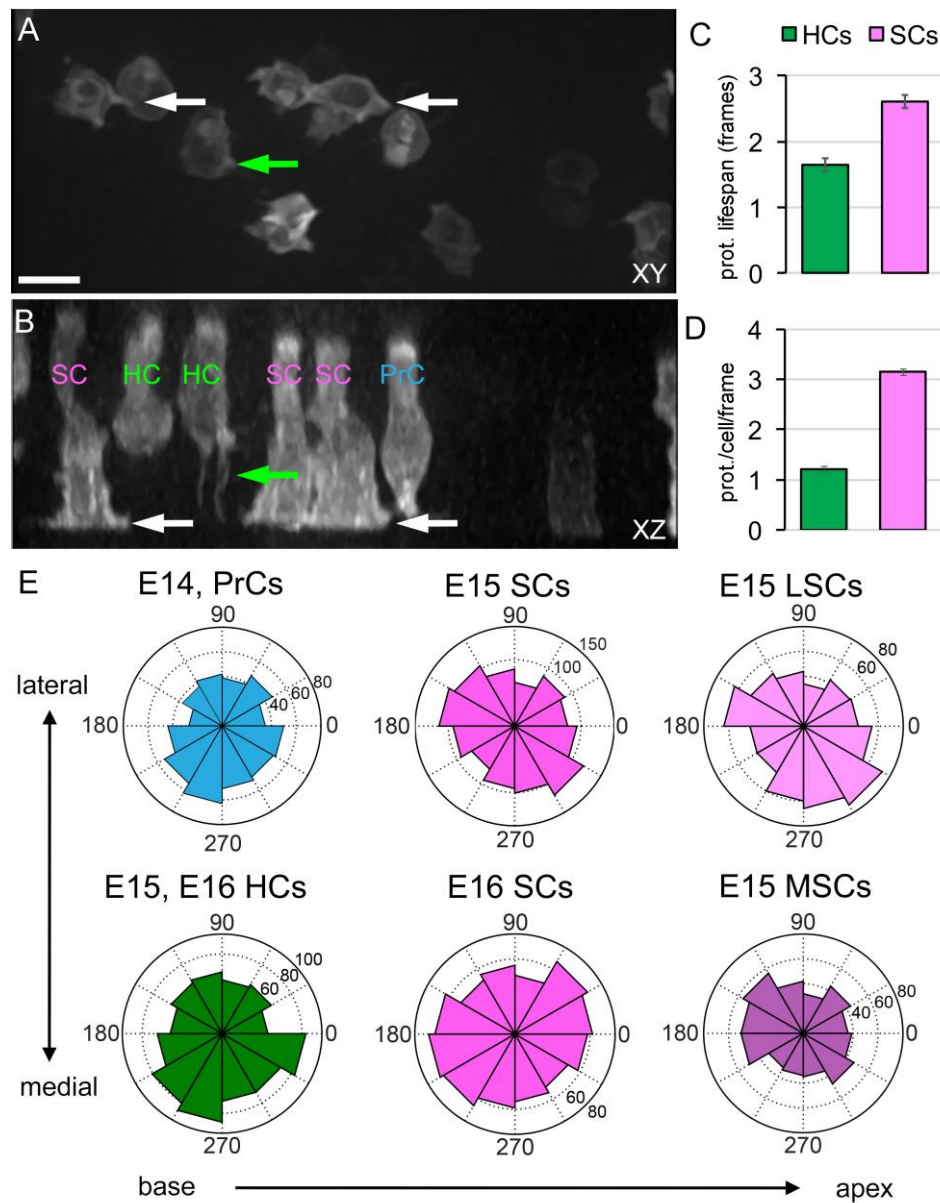 A
XY
B
SC
HC
HC
SC
SC
PrC
XZ
C
HCs
SCs
prot. lifespan (frames)
3
2
1
0
D
prot./cell/frame
4
3
2
1
0
E
lateral
medial
base
apex
E14, PrCs
90
80
60
40
180
0
270
E15 SCs
90
150
100
180
0
270
E15 LSCs
90
80
60
180
0
270
E15, E16 HCs
90
100
80
60
180
0
270
E16 SCs
90
180
0
60
80
270
E15 MSCs
90
80
60
40
180
0
270